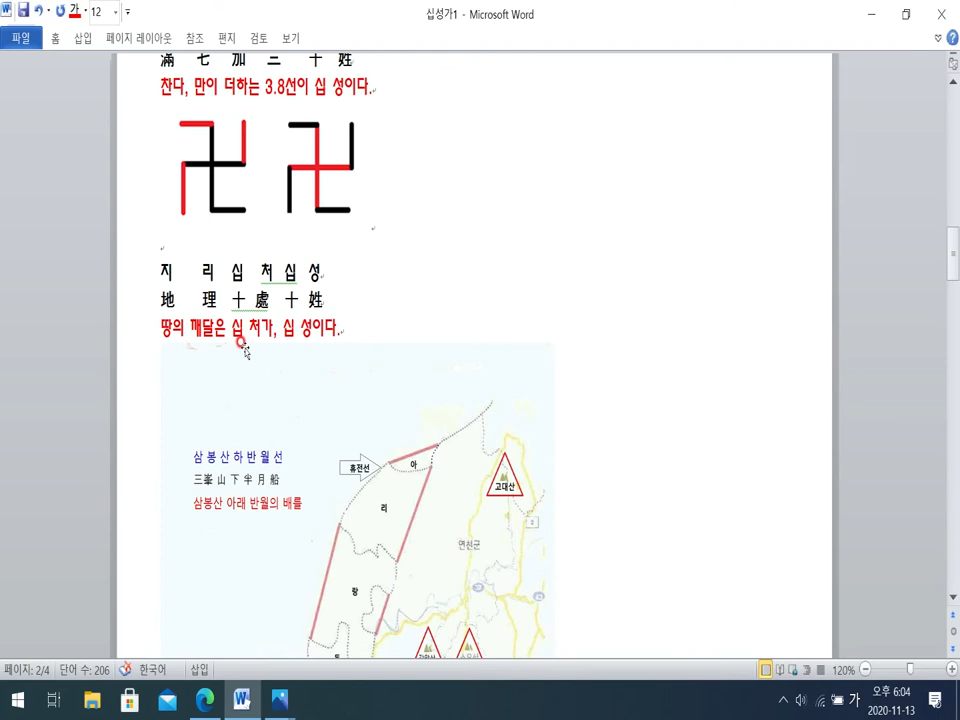 십성가1 - Microsoft Word
가 12
파일 홈 삽입 페이지 레이아웃 참조 편지 검토 보기
滿 七 加 三 十 姓
찬다, 만이 더하는 3.8선이 십 성이다.
지 리 십 처 십 성
地 理 十 處 十 姓
땅의 깨달은 십 처가, 십 성이다.
삼 봉 산 하 반 월 선
三峯 山 下 半 月 船
삼봉산 아래 반월의 배를
휴전선
아
고대산
리
3
연천군
랑
페이지: 2/4 단어 수: 206 한국어 삽입 120%
가 오후 6:04
2020-11-13